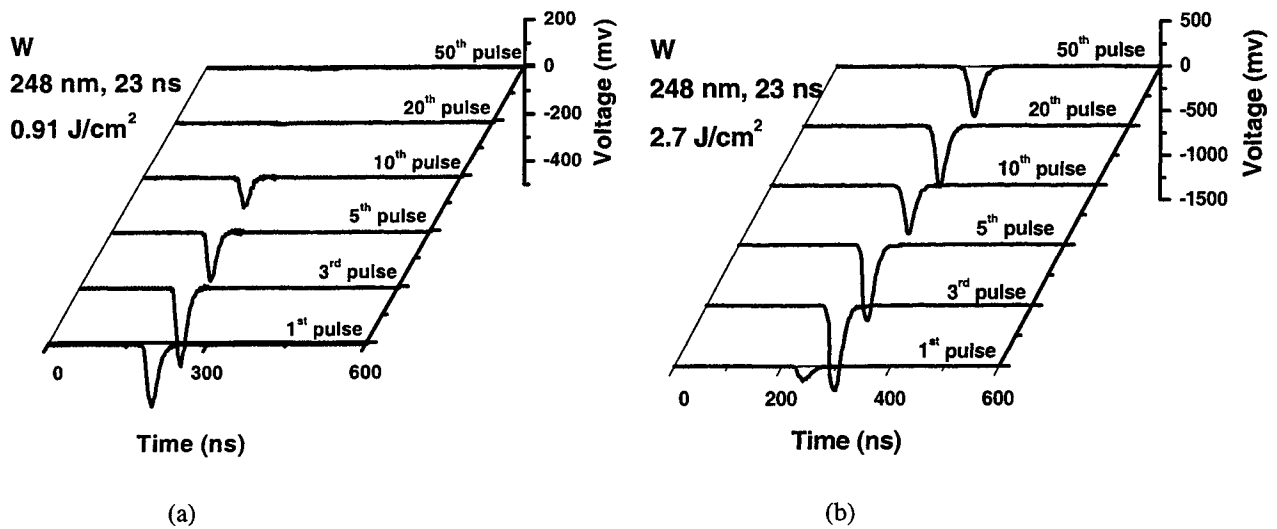 W
248 nm, 23 ns
0.91 J/cm²
50th pulse
20th pulse
10th pulse
5th pulse
3rd pulse
1st pulse
200
0
-200
-400
Voltage (mv)
0
300
600
Time (ns)
(a)
W
248 nm, 23 ns
2.7 J/cm²
50th pulse
20th pulse
10th pulse
5th pulse
3rd pulse
1st pulse
500
0
-500
-1000
-1500
Voltage (mv)
0
200
400
600
Time (ns)
(b)